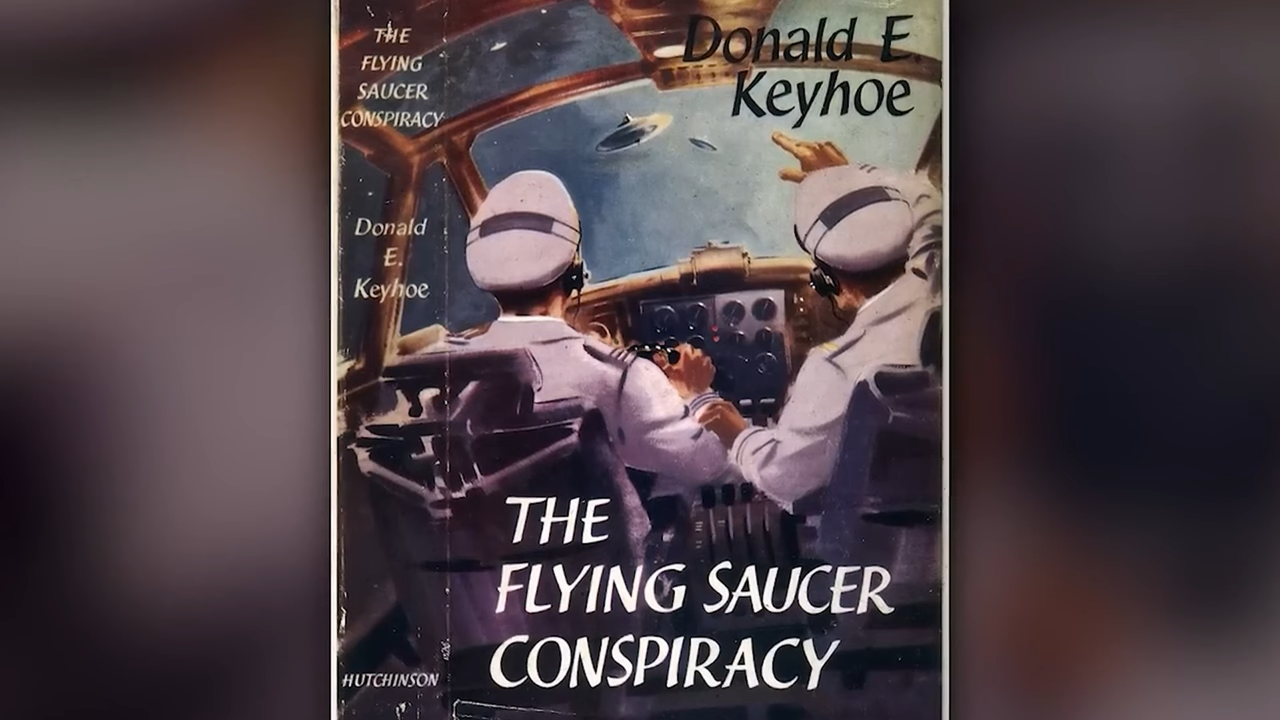 THE
FLYING
SAUCER
CONSPIRACY
Donald
E.
Keyhoe
HUTCHINSON
Donald E.
Keyhoe
THE
FLYING SAUCER
CONSPIRACY